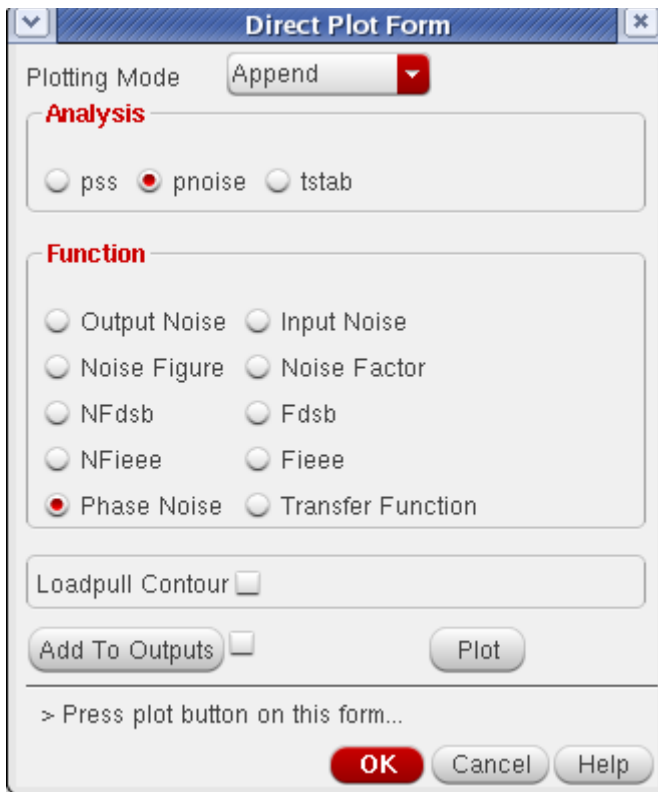 Direct Plot Form
Plotting Mode Append
Analysis
pss pnoise tstab
Function
Output Noise Input Noise
Noise Figure Noise Factor
NFdsb Fdsb
NFieee Fieee
Phase Noise Transfer Function
Loadpull Contour
Add To Outputs Plot
> Press plot button on this form...
OK Cancel Help